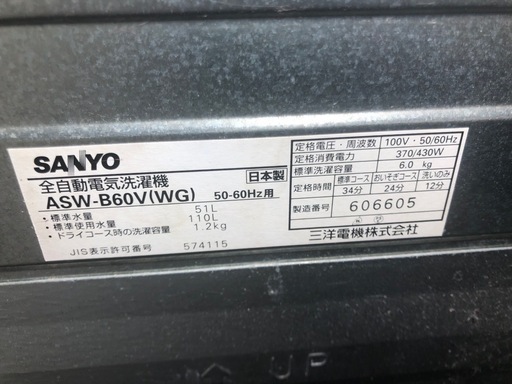 SANYO
全自動電気洗濯機
日本製
ASW-B60V(WG) 50-60Hz用
・標準水量 51L
・標準使用水量 110L
・ドライコース時の洗濯容量 1.2kg
JIS表示許可番号 574115
定格電圧・周波数 100V・50/60Hz
定格消費電力 370/430W
標準洗濯容量 6.0 kg
定格時間 標準コース おいそぎコース 洗いのみ
34分 24分 12分
製造番号 606605
三洋電機株式会社
UP